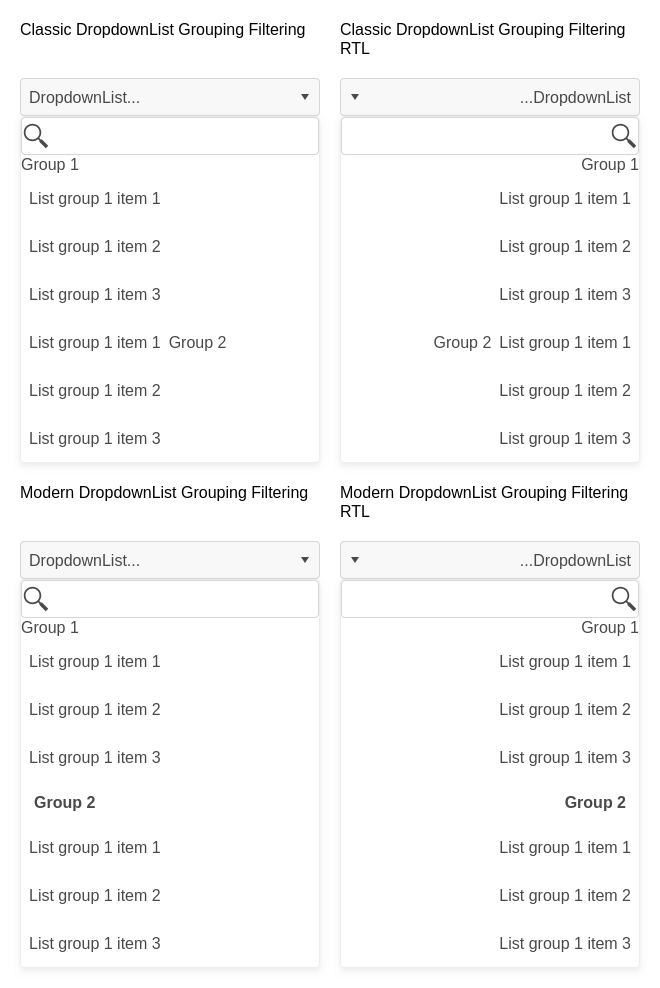 Classic DropdownList Grouping Filtering
DropdownList...
Group 1
List group 1 item 1
List group 1 item 2
List group 1 item 3
List group 1 item 1 Group 2
List group 1 item 2
List group 1 item 3
Classic DropdownList Grouping Filtering
RTL
...DropdownList
Group 1
List group 1 item 1
List group 1 item 2
List group 1 item 3
Group 2 List group 1 item 1
List group 1 item 2
List group 1 item 3
Modern DropdownList Grouping Filtering
DropdownList...
Group 1
List group 1 item 1
List group 1 item 2
List group 1 item 3
Group 2
List group 1 item 1
List group 1 item 2
List group 1 item 3
Modern DropdownList Grouping Filtering
RTL
...DropdownList
Group 1
List group 1 item 1
List group 1 item 2
List group 1 item 3
Group 2
List group 1 item 1
List group 1 item 2
List group 1 item 3